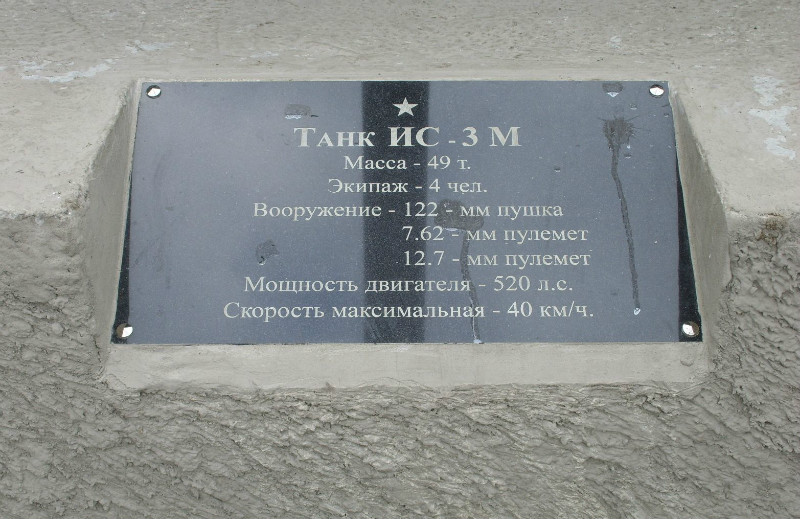 Танк ИС - 3 М
Масса - 49 т.
Экипаж - 4 чел.
Вооружение - 122 - мм пушка
7.62 - мм пулемет
12.7 - мм пулемет
Мощность двигателя - 520 л.с.
Скорость максимальная - 40 км/ч.